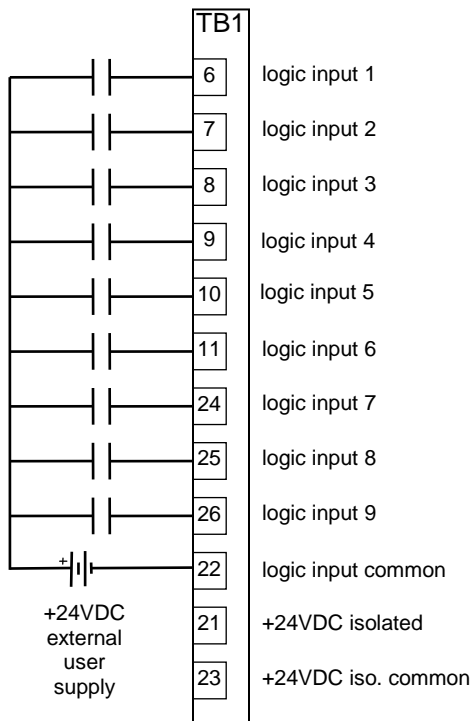 TB1
6 logic input 1
7 logic input 2
8 logic input 3
9 logic input 4
10 logic input 5
11 logic input 6
24 logic input 7
25 logic input 8
26 logic input 9
+ 22 logic input common
+24VDC
external
user
supply
21 +24VDC isolated
23 +24VDC iso. common